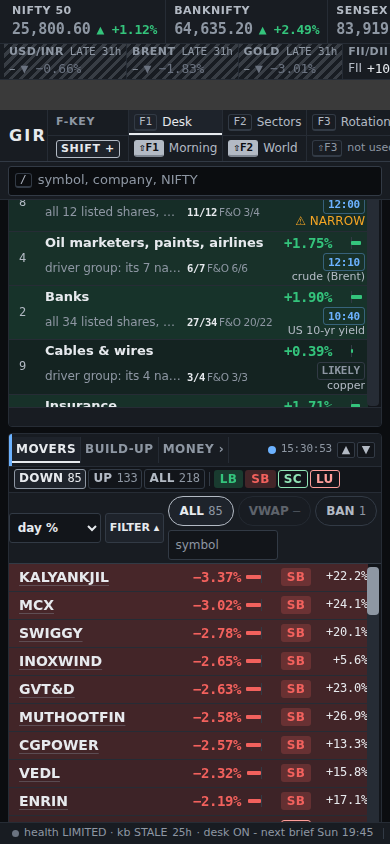 NIFTY 50 BANKNIFTY SENSEX
25,800.60 ▲ +1.12% 64,635.20 ▲ +2.49% 83,919
USD/INR LATE 31h BRENT LATE 31h GOLD LATE 31h FII/DII
– ▼ −0.66% – ▼ −1.83% – ▼ −3.01% FII +10
GIR F-KEY F1 Desk F2 Sectors F3 Rotation
SHIFT + ⇧F1 Morning ⇧F2 World ⇧F3 not used
/ symbol, company, NIFTY
8 12:00
all 12 listed shares, … 11/12 F&O 3/4 ⚠ NARROW
4 Oil marketers, paints, airlines +1.75% 12:10
driver group: its 7 na… 6/7 F&O 6/6 crude (Brent)
2 Banks +1.90% 10:40
all 34 listed shares, … 27/34 F&O 20/22 US 10-yr yield
9 Cables & wires +0.39% LIKELY
driver group: its 4 na… 3/4 F&O 3/3 copper
Insurance +1.71%
MOVERS BUILD-UP MONEY › 15:30:53 ▲ ▼
DOWN 85 UP 133 ALL 218 LB SB SC LU
day % FILTER ▴ ALL 85 VWAP – BAN 1
symbol
KALYANKJIL −3.37% SB +22.2%
MCX −3.02% SB +24.1%
SWIGGY −2.78% SB +20.1%
INOXWIND −2.65% SB +5.6%
GVT&D −2.63% SB +23.0%
MUTHOOTFIN −2.58% SB +26.9%
CGPOWER −2.57% SB +13.3%
VEDL −2.32% SB +15.8%
ENRIN −2.19% SB +17.1%
health LIMITED · kb STALE 25h · desk ON - next brief Sun 19:45